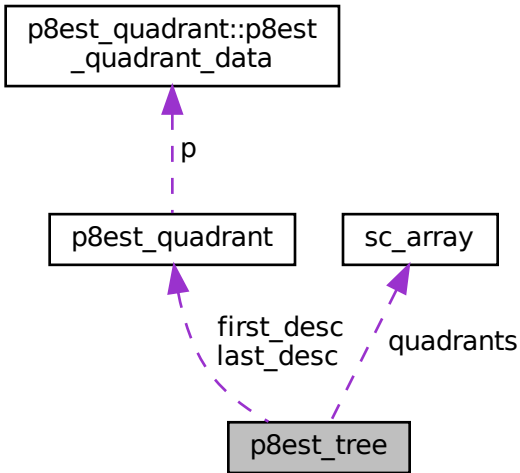 p8est_quadrant::p8est
_quadrant_data
p
p8est_quadrant
sc_array
first_desc
last_desc
quadrants
p8est_tree